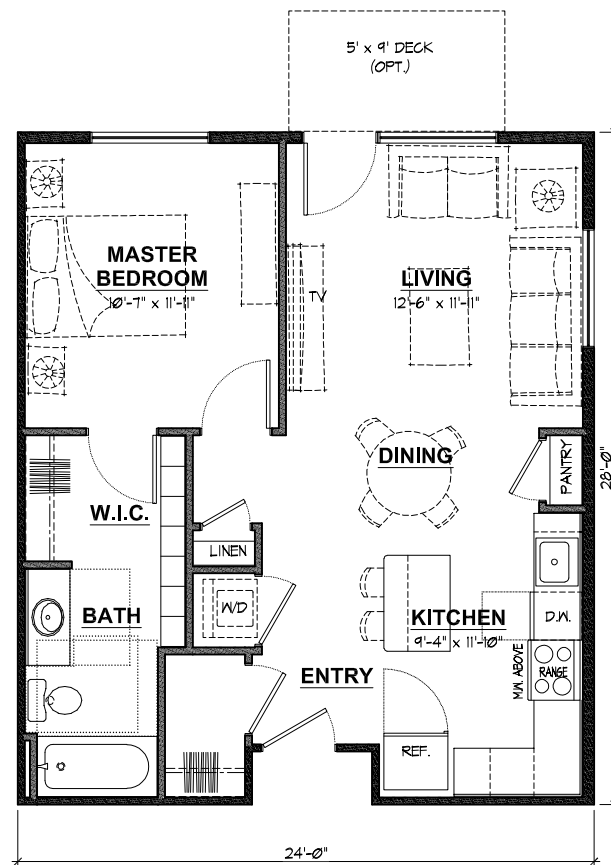 5' x 9' DECK
(OPT.)
MASTER
BEDROOM
10'-7" x 11'-11"
TV
LIVING
12'-6" x 11'-11"
DINING
PANTRY
28'-0"
W.I.C.
LINEN
W/D
BATH
KITCHEN
9'-4" x 11'-10"
D.W.
M.W. ABOVE
RANGE
ENTRY
REF.
24'-0"